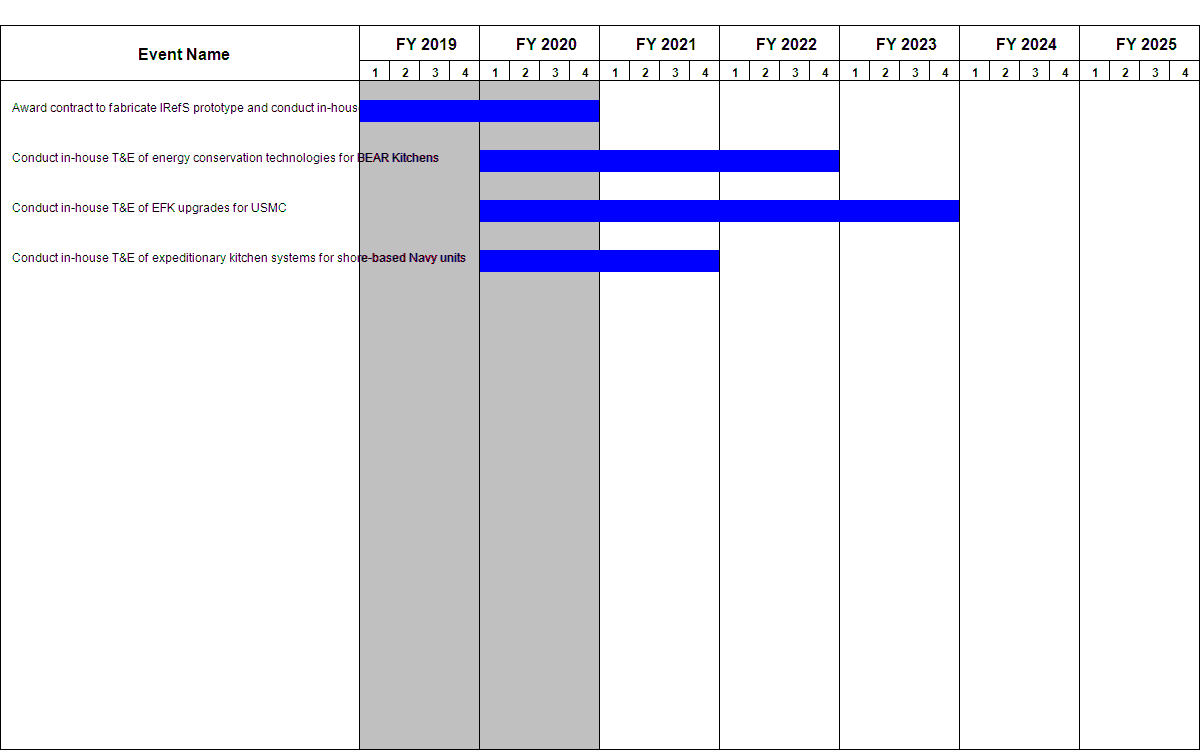 Event Name
FY 2019 FY 2020 FY 2021 FY 2022 FY 2023 FY 2024 FY 2025
1 2 3 4 1 2 3 4 1 2 3 4 1 2 3 4 1 2 3 4 1 2 3 4 1 2 3 4
Award contract to fabricate IRefS prototype and conduct in-hous
Conduct in-house T&E of energy conservation technologies for BEAR Kitchens
Conduct in-house T&E of EFK upgrades for USMC
Conduct in-house T&E of expeditionary kitchen systems for shore-based Navy units